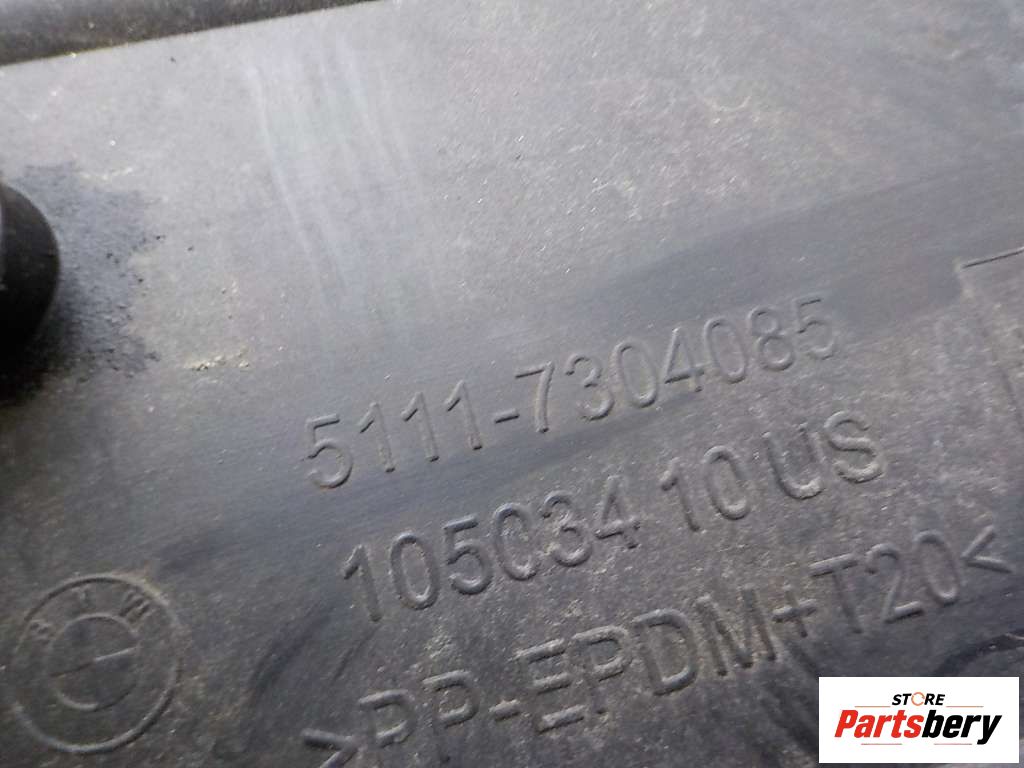 5111-7304085
105034 10 US
BMW
>PP-EPDM+T20<
STORE
Partsbery